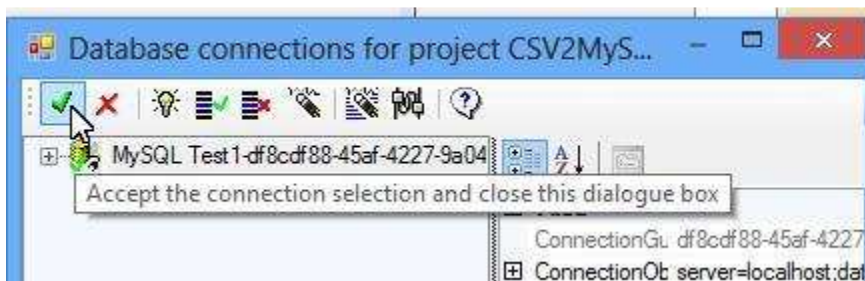 Database connections for project CSV2MyS...
MySQL Test1-df8cdf88-45af-4227-9a04
Accept the connection selection and close this dialogue box
ConnectionGu df8cdf88-45af-4227
ConnectionOb server=localhost;dat